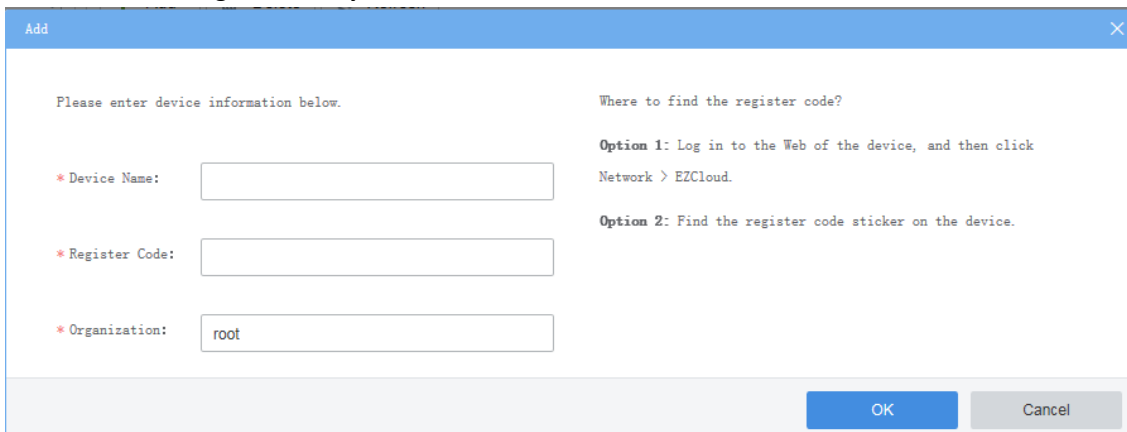 Add
Please enter device information below.
* Device Name:
* Register Code:
* Organization:
root
Where to find the register code?
Option 1: Log in to the Web of the device, and then click
Network > EZCloud.
Option 2: Find the register code sticker on the device.
OK
Cancel